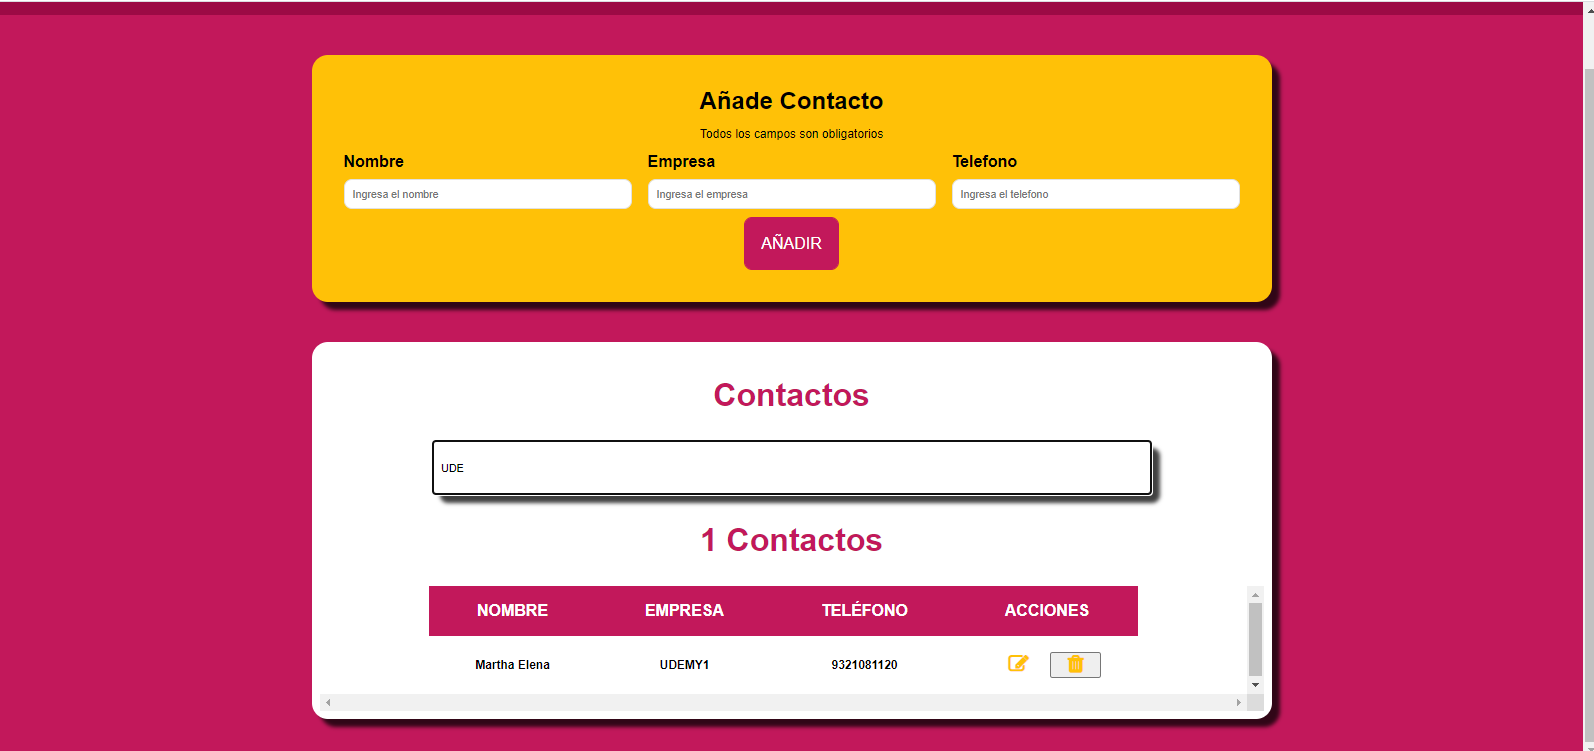 Añade Contacto
Todos los campos son obligatorios
Nombre Empresa Telefono
Ingresa el nombre Ingresa el empresa Ingresa el telefono
AÑADIR
Contactos
UDE
1 Contactos
NOMBRE EMPRESA TELÉFONO ACCIONES
Martha Elena UDEMY1 9321081120